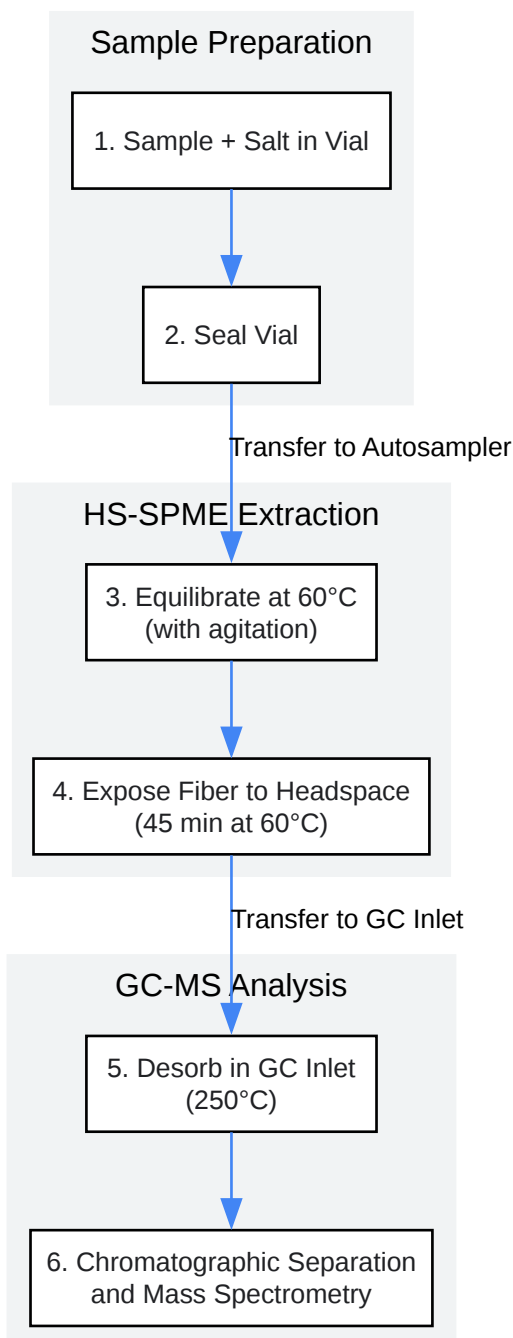 Sample Preparation
1. Sample + Salt in Vial
2. Seal Vial
Transfer to Autosampler
HS-SPME Extraction
3. Equilibrate at 60°C
(with agitation)
4. Expose Fiber to Headspace
(45 min at 60°C)
Transfer to GC Inlet
GC-MS Analysis
5. Desorb in GC Inlet
(250°C)
6. Chromatographic Separation
and Mass Spectrometry